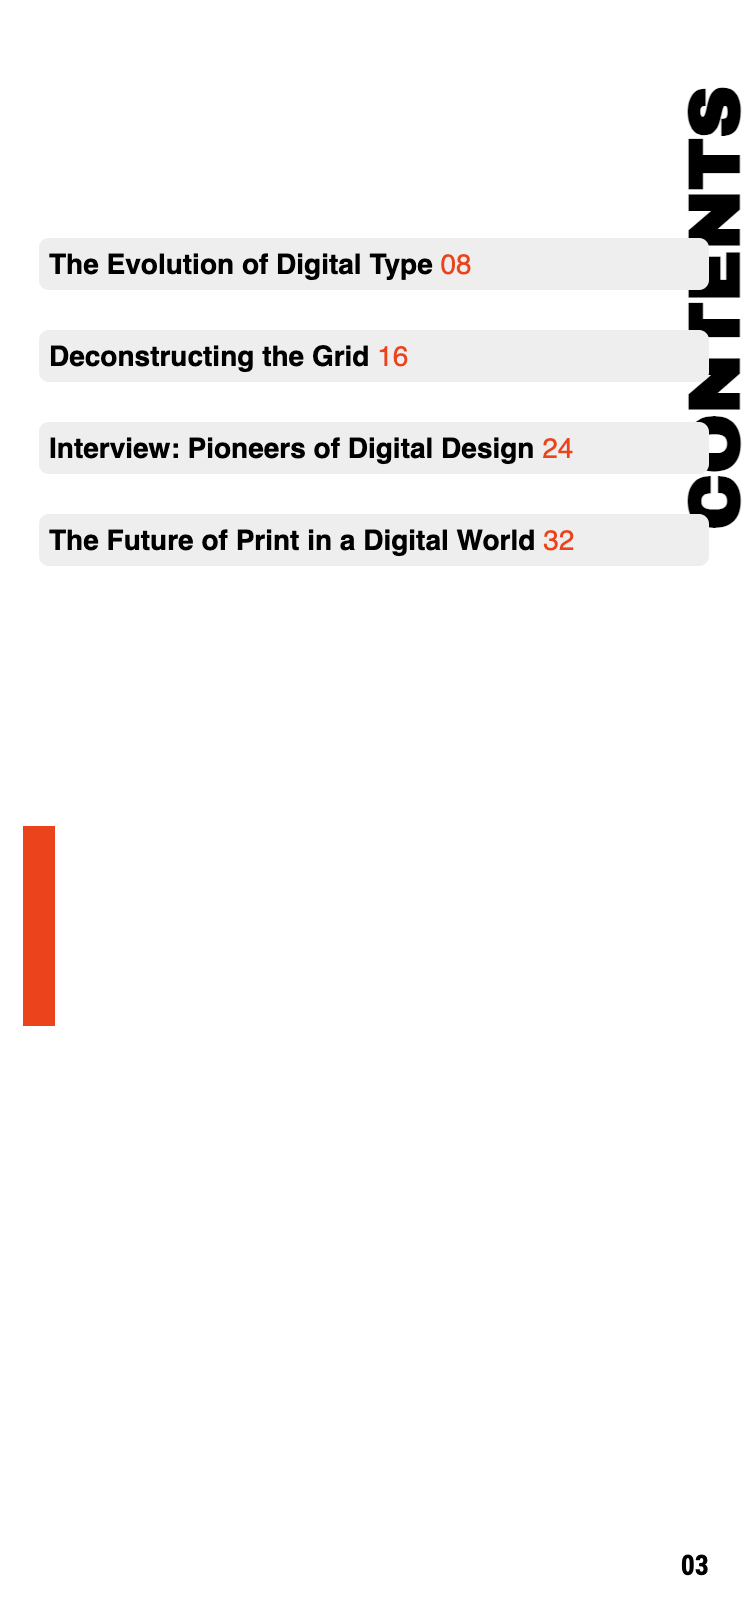 CONTENTS
The Evolution of Digital Type 08
Deconstructing the Grid 16
Interview: Pioneers of Digital Design 24
The Future of Print in a Digital World 32
03